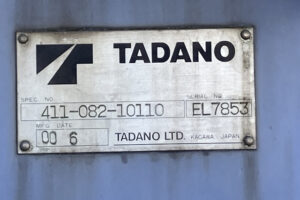 TADANO
SPEC. NO. SERIAL NO.
411-082-10110 EL7853
MFG. DATE
00 6 TADANO LTD. KAGAWA, JAPAN